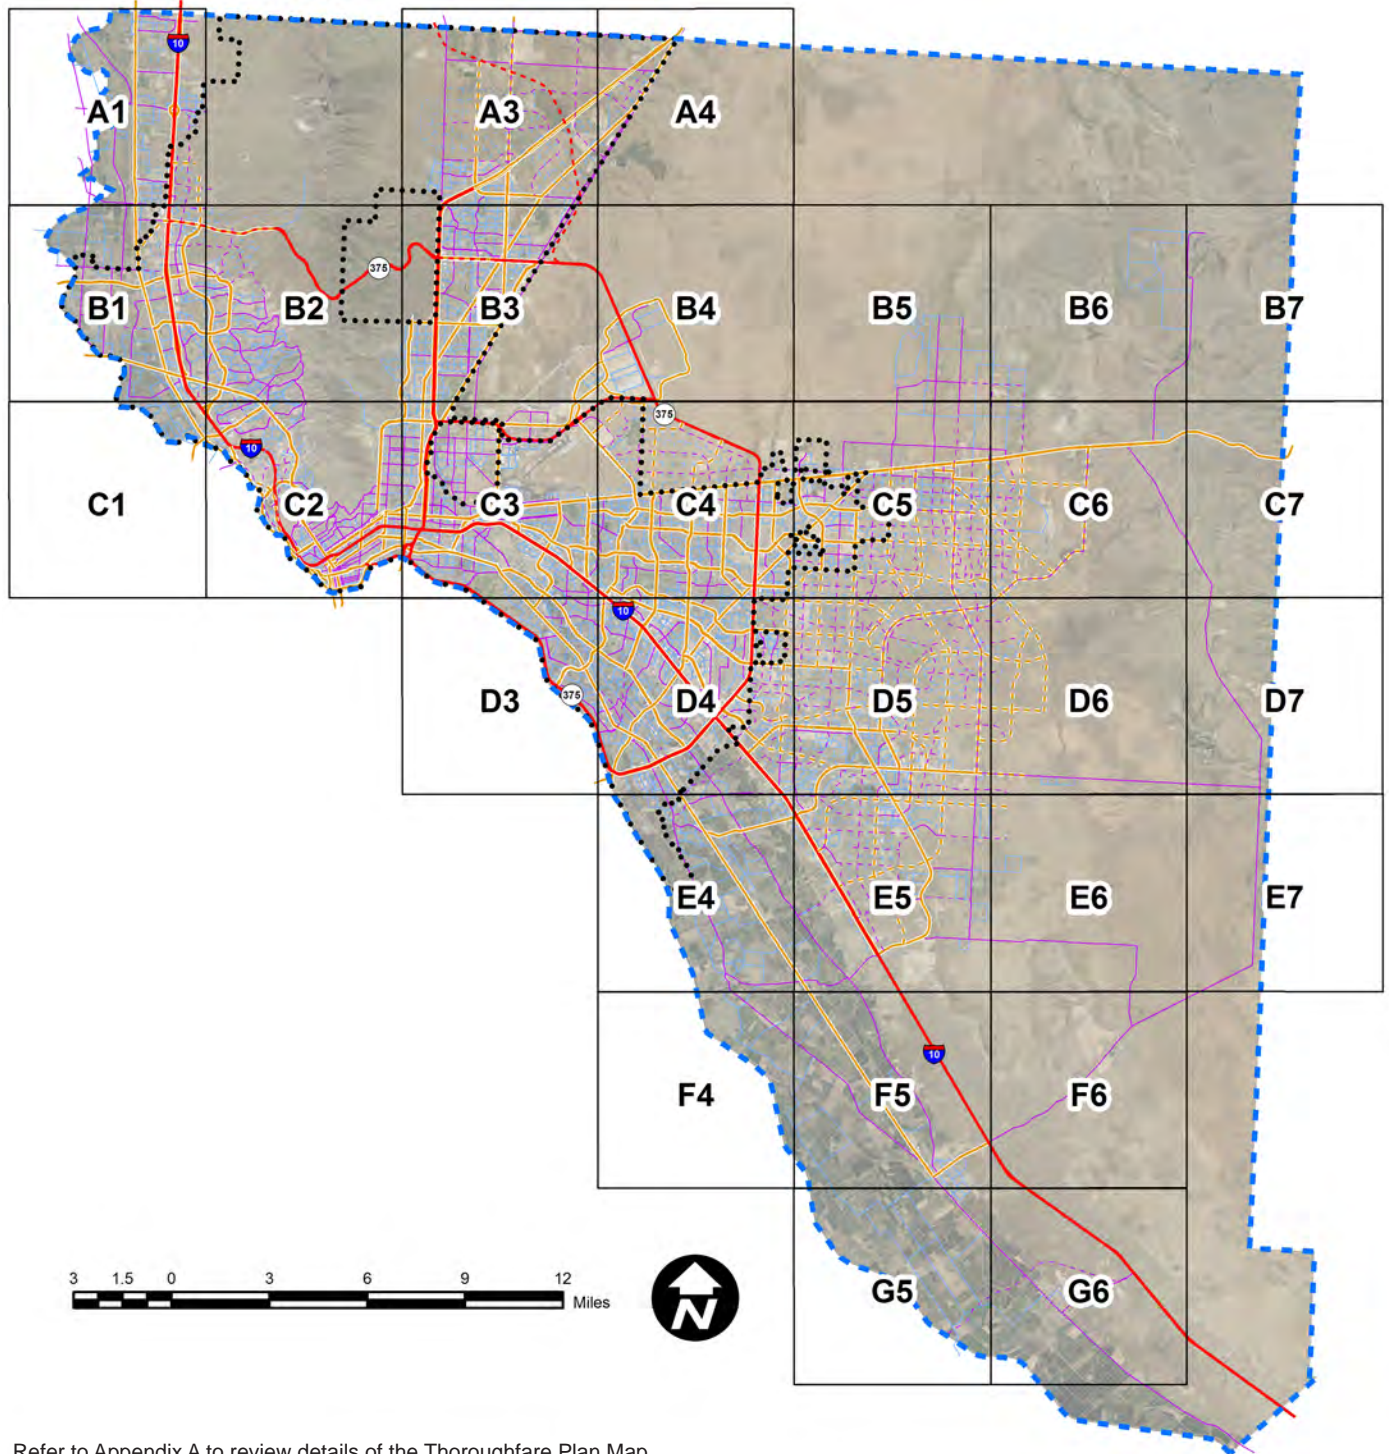 10
A1 A3 A4
375
B1 B2 B3 B4 B5 B6 B7
375
10
C1 C2 C3 C4 C5 C6 C7
10
375
D3 D4 D5 D6 D7
E4 E5 E6 E7
10
F4 F5 F6
3 1.5 0 3 6 9 12
Miles
N
G5 G6
Refer to Appendix A to review details of the Thoroughfare Plan Map